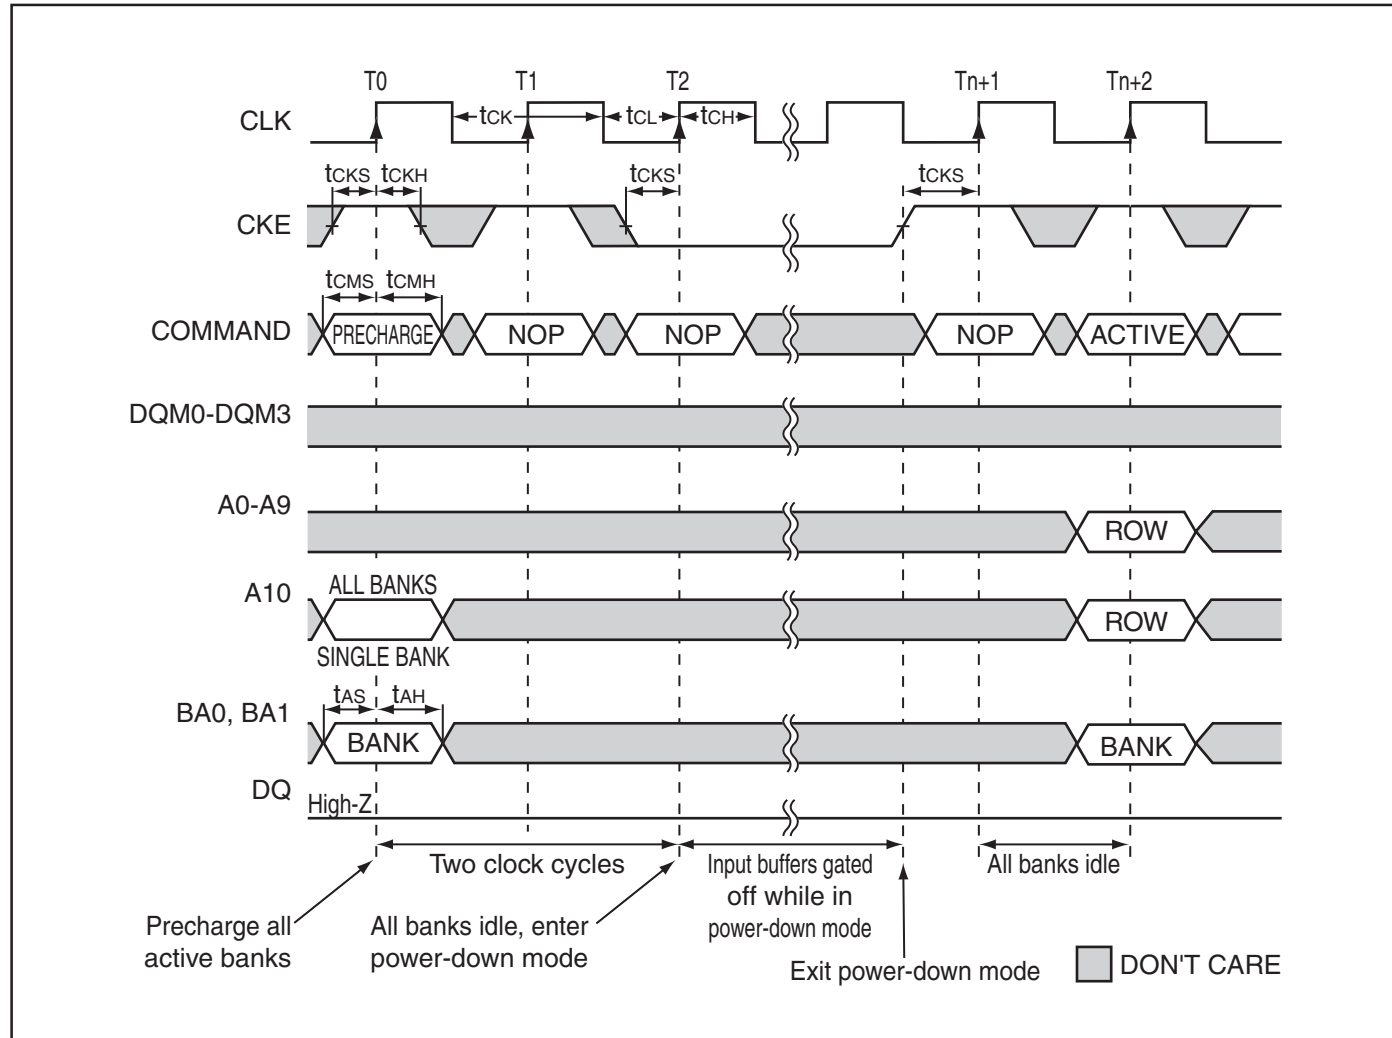 T0 T1 T2 Tn+1 Tn+2
CLK tCK tCL tCH
tCKS tCKH tCKS tCKS
CKE
tCMS tCMH
COMMAND PRECHARGE NOP NOP NOP ACTIVE
DQM0-DQM3
A0-A9 ROW
ALL BANKS
A10 ROW
SINGLE BANK
tAS tAH
BA0, BA1 BANK BANK
DQ
High-Z
Two clock cycles Input buffers gated All banks idle
off while in
power-down mode
Precharge all
active banks
All banks idle, enter
power-down mode
Exit power-down mode
DON'T CARE